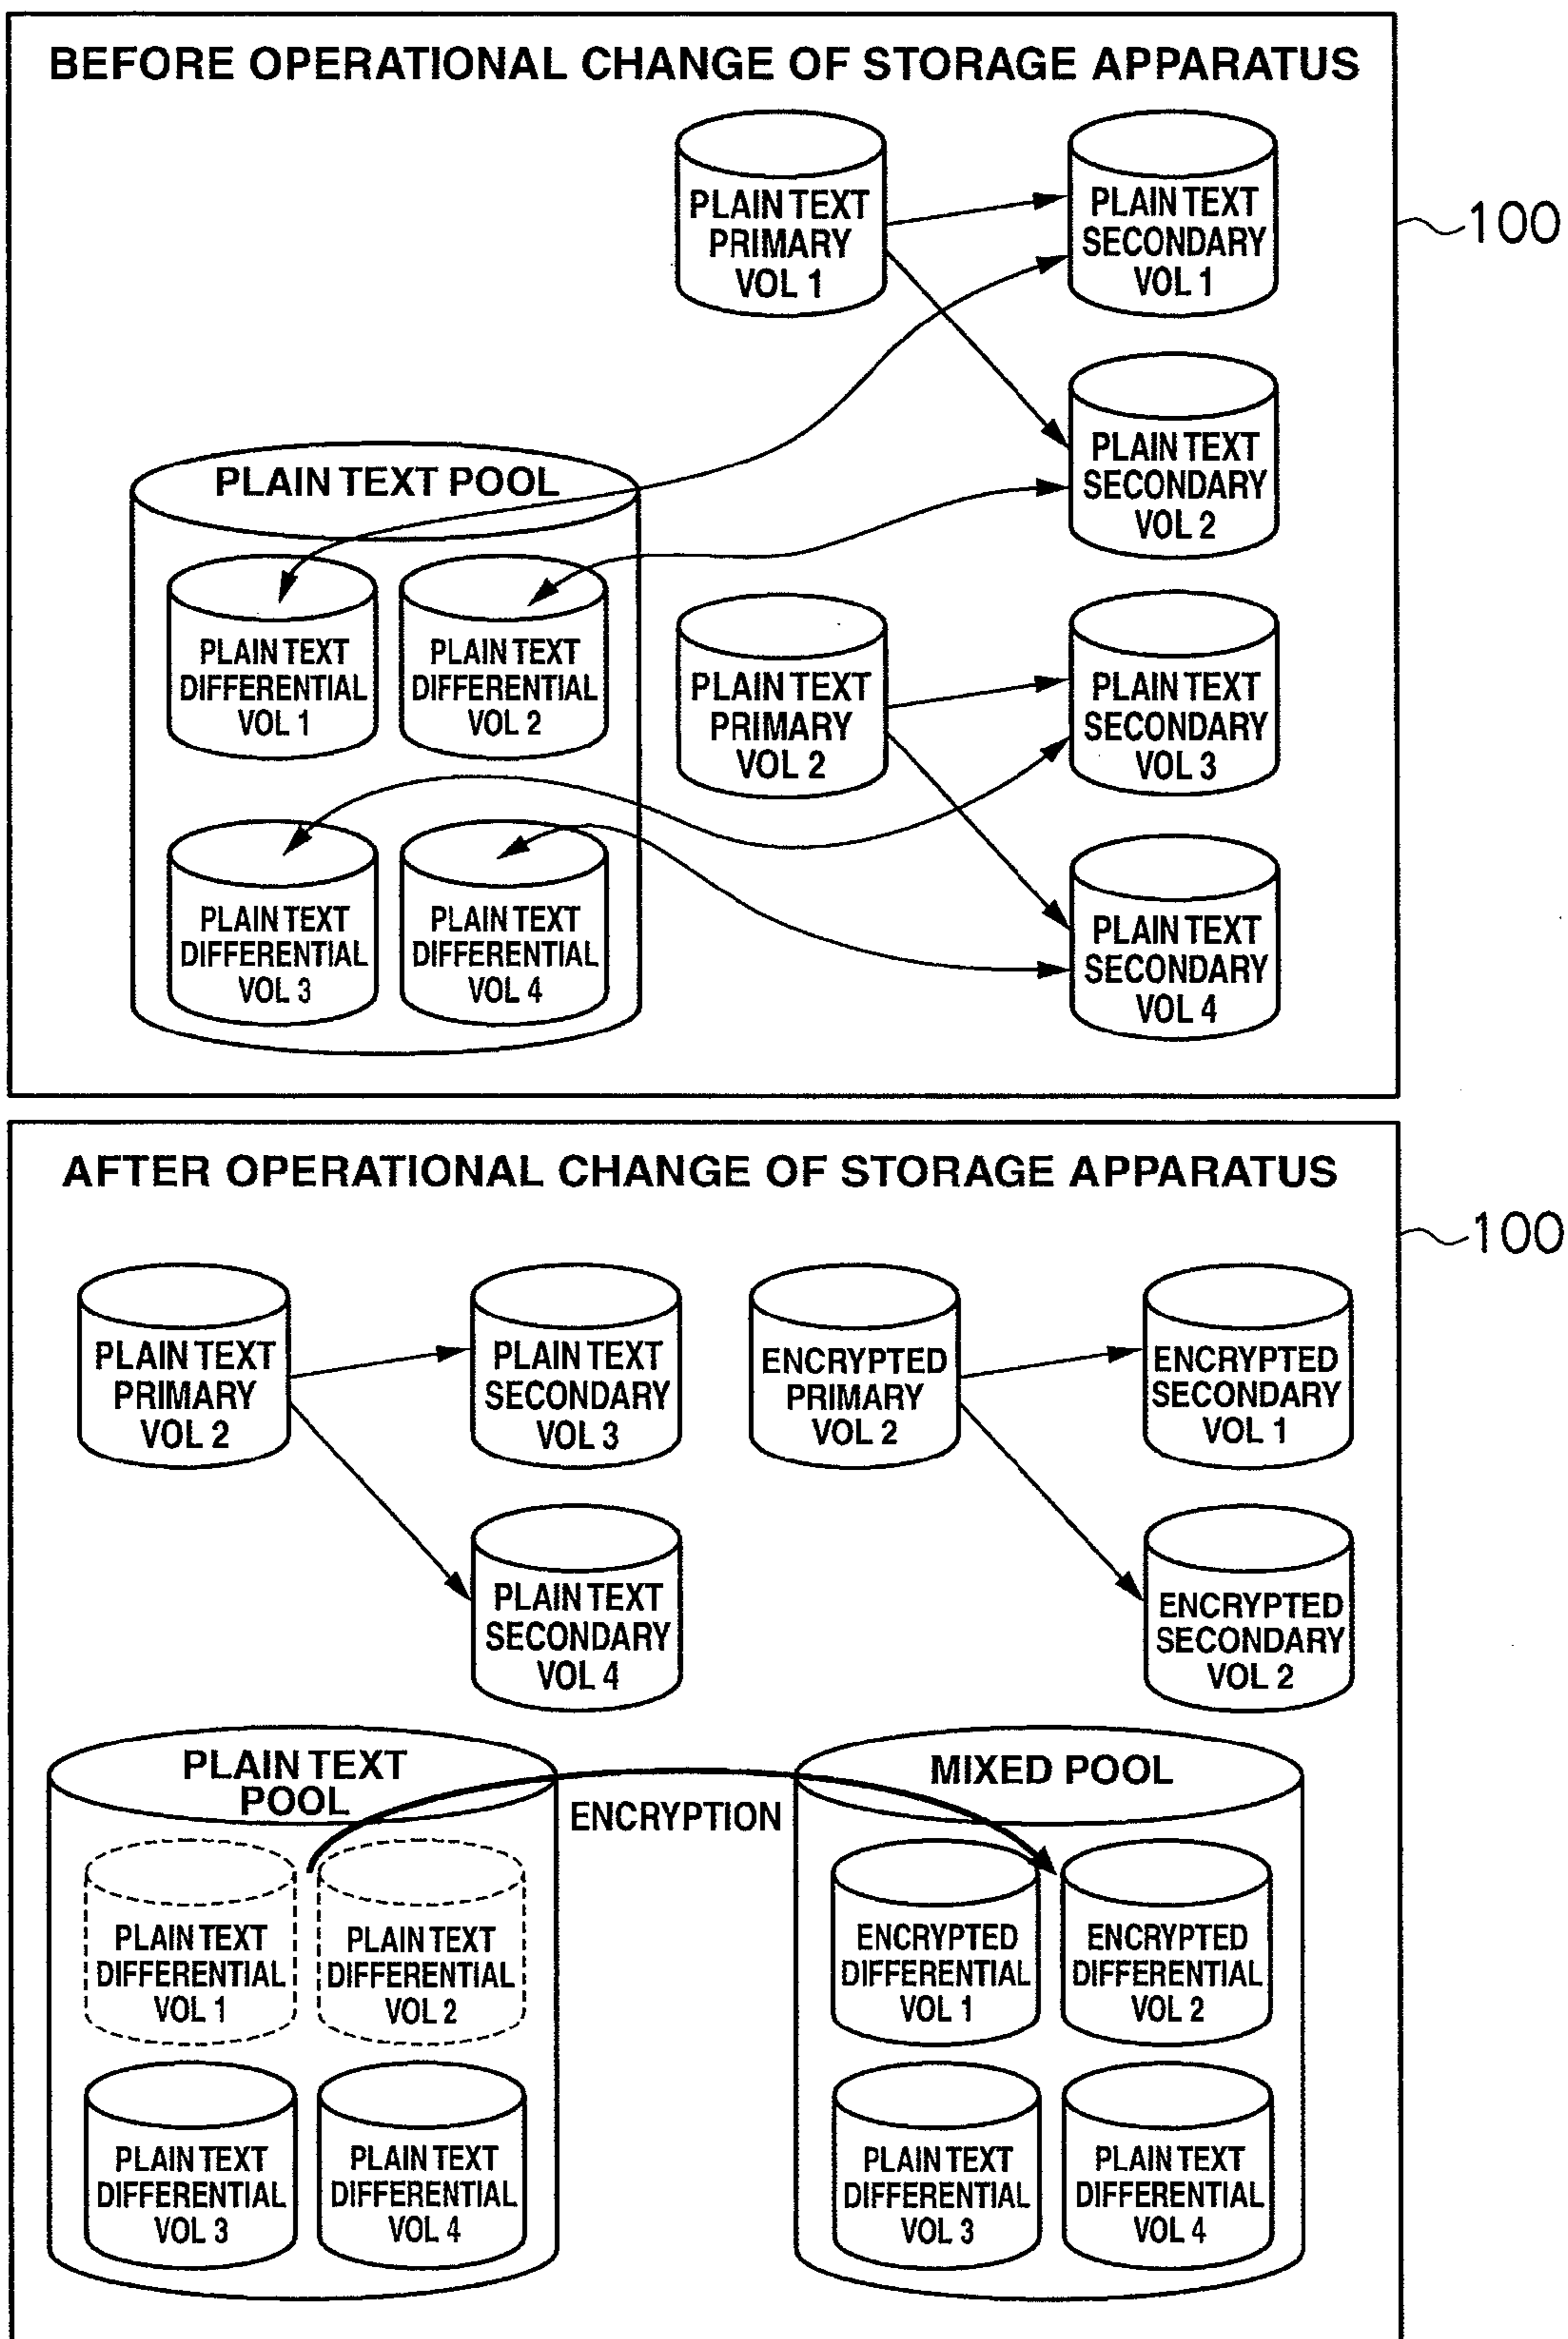 BEFORE OPERATIONAL CHANGE OF STORAGE APPARATUS
PLAIN TEXT
PRIMARY
VOL 1
PLAIN TEXT
SECONDARY
VOL 1
100
PLAIN TEXT
SECONDARY
VOL 2
PLAIN TEXT POOL
PLAIN TEXT
DIFFERENTIAL
VOL 1
PLAIN TEXT
DIFFERENTIAL
VOL 2
PLAIN TEXT
PRIMARY
VOL 2
PLAIN TEXT
SECONDARY
VOL 3
PLAIN TEXT
DIFFERENTIAL
VOL 3
PLAIN TEXT
DIFFERENTIAL
VOL 4
PLAIN TEXT
SECONDARY
VOL 4
AFTER OPERATIONAL CHANGE OF STORAGE APPARATUS
100
PLAIN TEXT
PRIMARY
VOL 2
PLAIN TEXT
SECONDARY
VOL 3
ENCRYPTED
PRIMARY
VOL 2
ENCRYPTED
SECONDARY
VOL 1
PLAIN TEXT
SECONDARY
VOL 4
ENCRYPTED
SECONDARY
VOL 2
PLAIN TEXT
POOL
ENCRYPTION
MIXED POOL
PLAIN TEXT
DIFFERENTIAL
VOL 1
PLAIN TEXT
DIFFERENTIAL
VOL 2
ENCRYPTED
DIFFERENTIAL
VOL 1
ENCRYPTED
DIFFERENTIAL
VOL 2
PLAIN TEXT
DIFFERENTIAL
VOL 3
PLAIN TEXT
DIFFERENTIAL
VOL 4
PLAIN TEXT
DIFFERENTIAL
VOL 3
PLAIN TEXT
DIFFERENTIAL
VOL 4